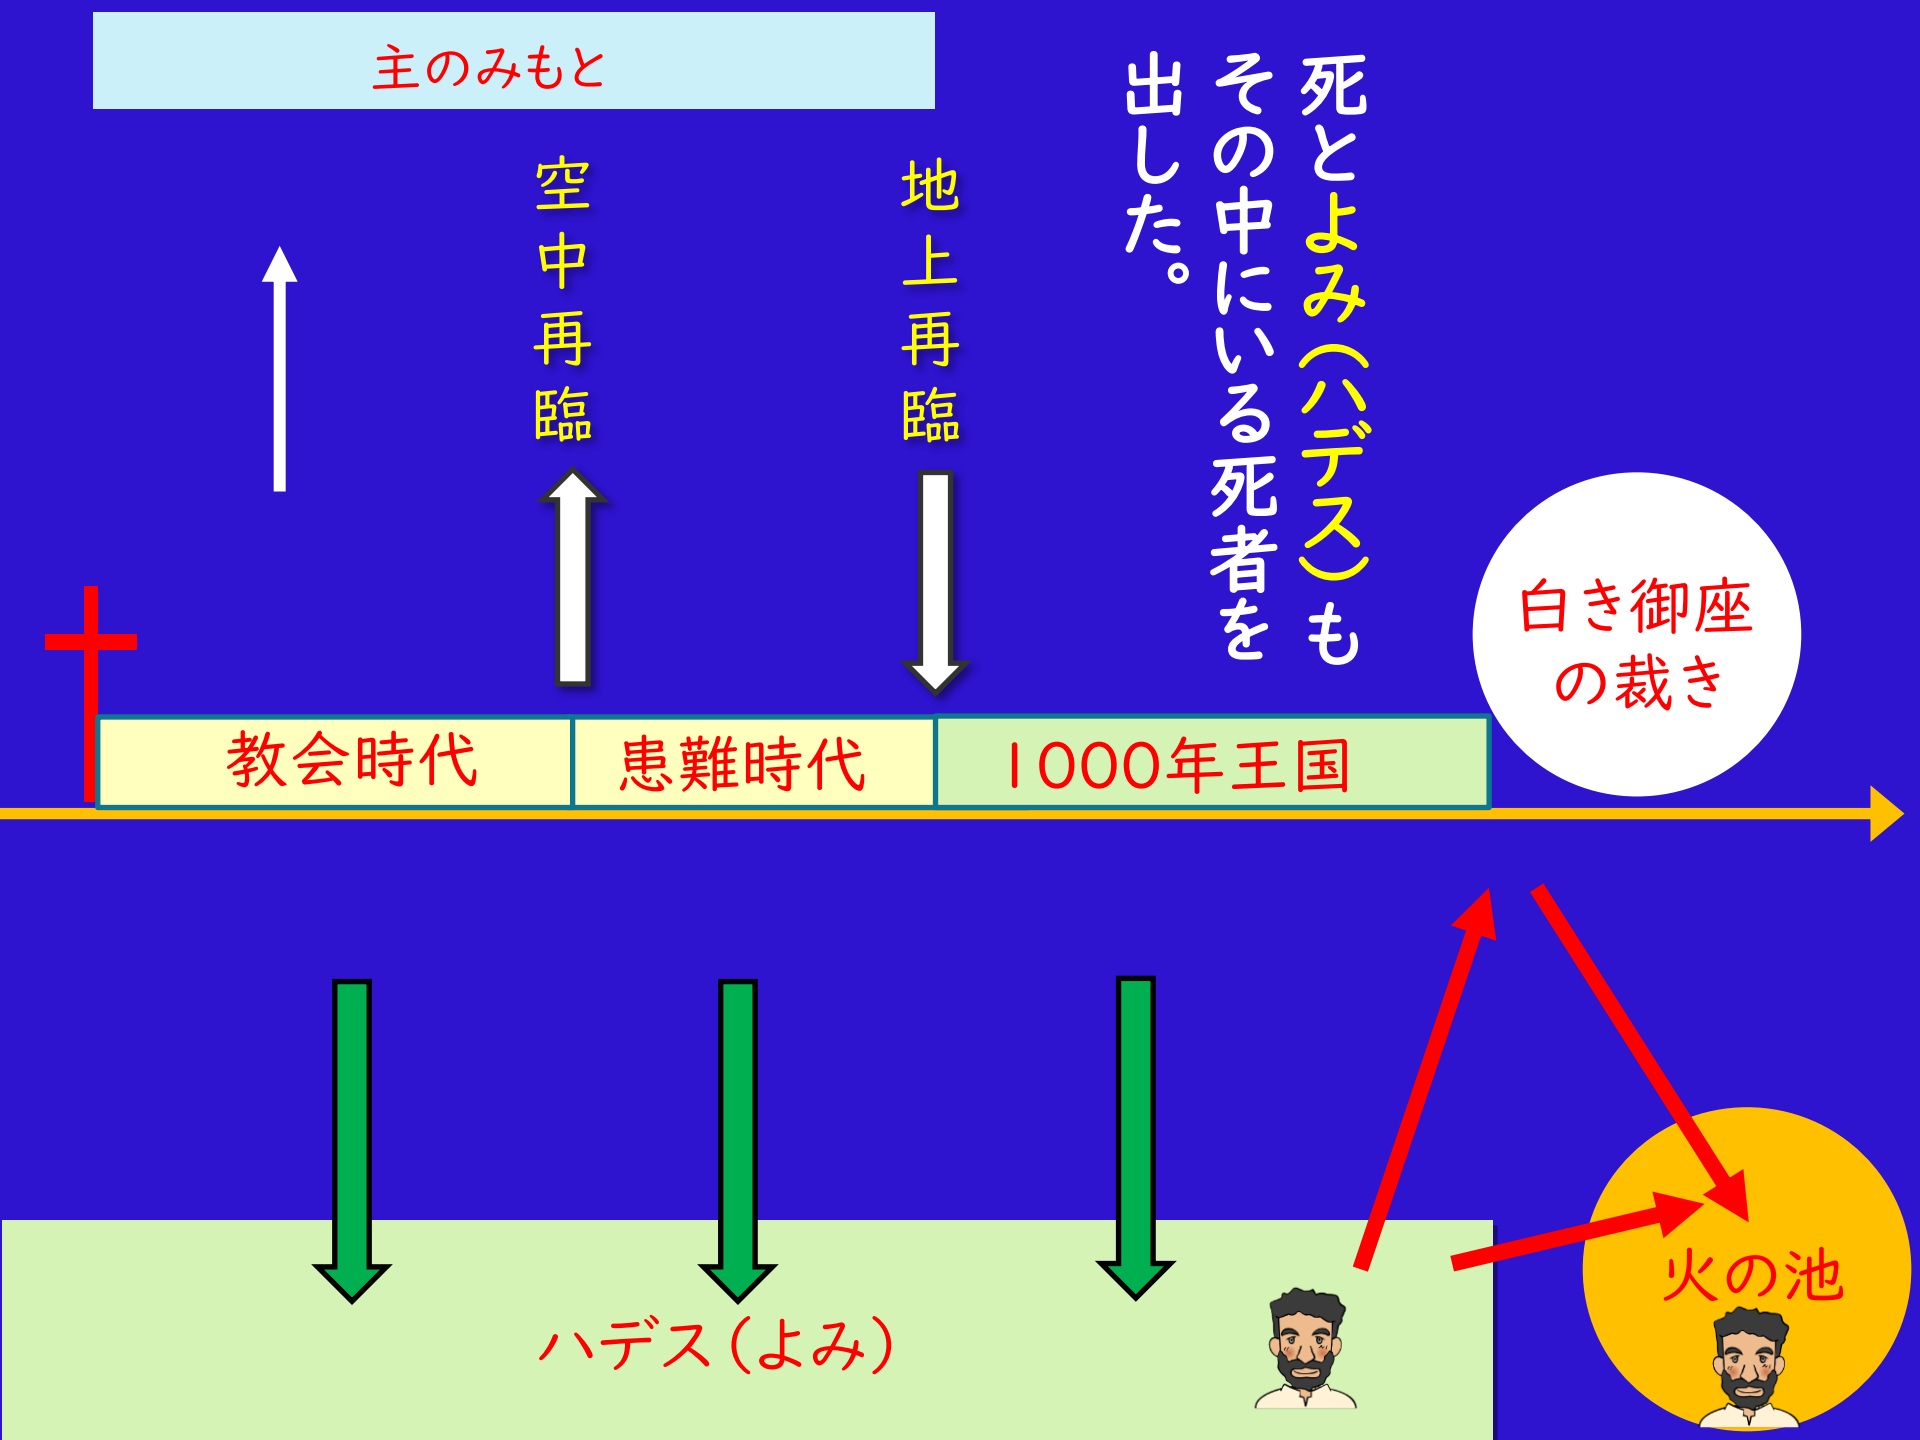 主のみもと
空中再臨
地上再臨
死とよみ（ハデス）も
その中にいる死者を
出した。
白き御座
の裁き
教会時代
患難時代
1000年王国
ハデス（よみ）
火の池